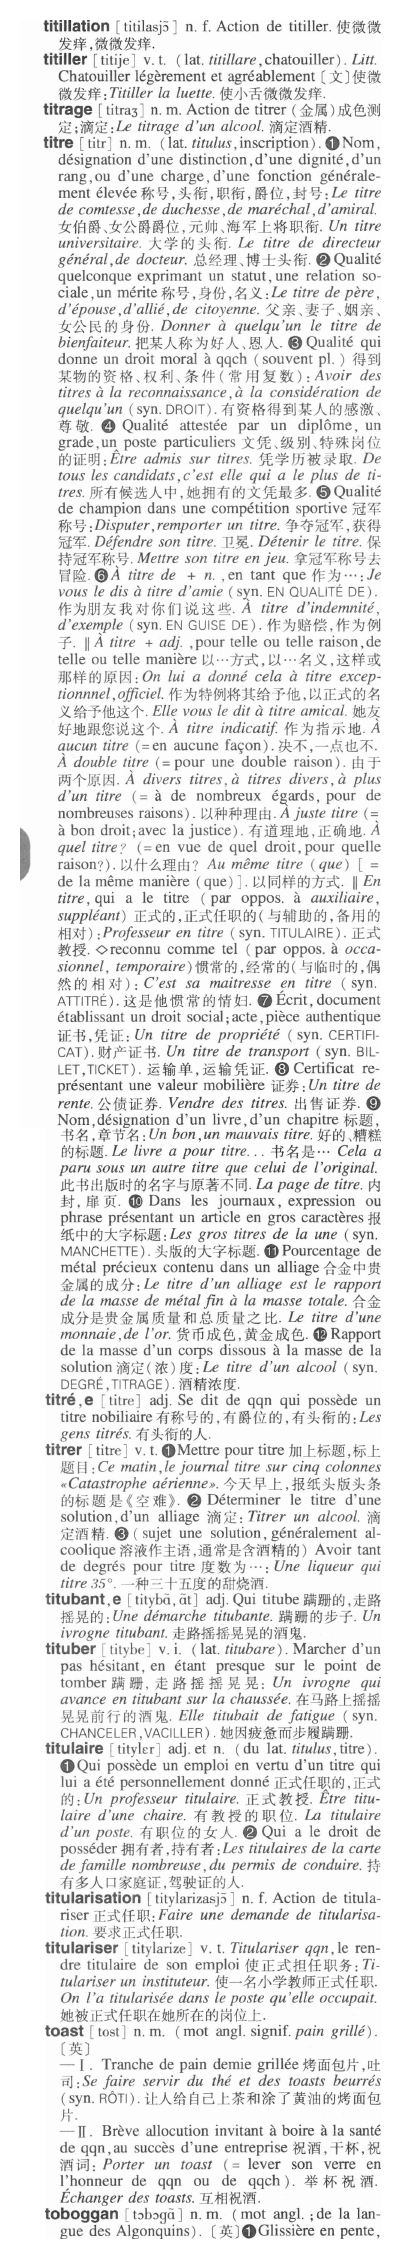 titillation [titilasjɔ̃] n. f. Action de titiller. 使微微
发痒,微微发痒.
titiller [titije] v. t. (lat. titillare, chatouiller). Litt.
Chatouiller légèrement et agréablement [文]使微
微发痒:Titiller la luette. 使小舌微微发痒.
titrage [titraʒ] n. m. Action de titrer (金属)成色测
定;滴定:Le titrage d'un alcool. 滴定酒精.
titre [titr] n. m. (lat. titulus, inscription). ❶Nom,
désignation d'une distinction, d'une dignité, d'un
rang, ou d'une charge, d'une fonction générale-
ment élevée 称号,头衔,职衔,爵位,封号:Le titre
de comtesse, de duchesse, de maréchal, d'amiral.
女伯爵、女公爵爵位,元帅、海军上将职衔. Un titre
universitaire. 大学的头衔. Le titre de directeur
général, de docteur. 总经理、博士头衔. ❷Qualité
quelconque exprimant un statut, une relation so-
ciale, un mérite 称号,身份,名义:Le titre de père,
d'épouse, d'allié, de citoyenne. 父亲、妻子、姻亲、
女公民的身份. Donner à quelqu'un le titre de
bienfaiteur. 把某人称为好人、恩人. ❸Qualité qui
donne un droit moral à qqch (souvent pl.) 得到
某物的资格、权利、条件(常用复数):Avoir des
titres à la reconnaissance, à la considération de
quelqu'un (syn. DROIT). 有资格得到某人的感激、
尊敬. ❹ Qualité attestée par un diplôme, un
grade, un poste particuliers 文凭、级别、特殊岗位
的证明:Être admis sur titres. 凭学历被录取. De
tous les candidats, c'est elle qui a le plus de ti-
tres. 所有候选人中,她拥有的文凭最多. ❺Qualité
de champion dans une compétition sportive 冠军
称号:Disputer, remporter un titre. 争夺冠军,获得
冠军. Défendre son titre. 卫冕. Détenir le titre. 保
持冠军称号. Mettre son titre en jeu. 拿冠军称号去
冒险. ❻À titre de + n., en tant que 作为…:Je
vous le dis à titre d'amie (syn. EN QUALITÉ DE).
作为朋友我对你们说这些. À titre d'indemnité,
d'exemple (syn. EN GUISE DE). 作为赔偿,作为例
子. ‖ À titre + adj., pour telle ou telle raison, de
telle ou telle manière 以…方式,以…名义,这样或
那样的原因:On lui a donné cela à titre excep-
tionnnel, officiel. 作为特例将其给予他,以正式的名
义给予他这个. Elle vous le dit à titre amical. 她友
好地跟您说这个. À titre indicatif. 作为指示地. À
aucun titre (=en aucune façon). 决不,一点也不.
À double titre (=pour une double raison). 由于
两个原因. À divers titres, à titres divers, à plus
d'un titre (= à de nombreux égards, pour de
nombreuses raisons). 以种种理由. À juste titre (=
à bon droit; avec la justice). 有道理地,正确地. À
quel titre? (=en vue de quel droit, pour quelle
raison?). 以什么理由? Au même titre (que) [ =
de la même manière (que)]. 以同样的方式. ‖ En
titre, qui a le titre (par oppos. à auxiliaire,
suppléant) 正式的,正式任职的(与辅助的,备用的
相对):Professeur en titre (syn. TITULAIRE). 正式
教授. ◇reconnu comme tel (par oppos. à occa-
sionnel, temporaire)惯常的,经常的(与临时的,偶
然的相对): C'est sa maitresse en titre (syn.
ATTITRÉ). 这是他惯常的情妇. ❼Écrit, document
établissant un droit social; acte, pièce authentique
证书,凭证: Un titre de propriété (syn. CERTIFI-
CAT). 财产证书. Un titre de transport (syn. BIL-
LET, TICKET). 运输单,运输凭证. ❽Certificat re-
présentant une valeur mobilière 证券:Un titre de
rente. 公债证券. Vendre des titres. 出售证券. ❾
Nom, désignation d'un livre, d'un chapitre 标题,
书名,章节名:Un bon, un mauvais titre. 好的、糟糕
的标题. Le livre a pour titre... 书名是… Cela a
paru sous un autre titre que celui de l'original.
此书出版时的名字与原著不同. La page de titre. 内
封,扉页. ❿ Dans les journaux, expression ou
phrase présentant un article en gros caractères 报
纸中的大字标题:Les gros titres de la une (syn.
MANCHETTE). 头版的大字标题. ⓫Pourcentage de
métal précieux contenu dans un alliage 合金中贵
金属的成分:Le titre d'un alliage est le rapport
de la masse de métal fin à la masse totale. 合金
成分是贵金属质量和总质量之比. Le titre d'une
monnaie, de l'or. 货币成色,黄金成色. ⓬Rapport
de la masse d'un corps dissous à la masse de la
solution 滴定(浓)度:Le titre d'un alcool (syn.
DEGRÉ, TITRAGE). 酒精浓度.
titré, e [titre] adj. Se dit de qqn qui possède un
titre nobiliaire 有称号的,有爵位的,有头衔的:Les
gens titrés. 有头衔的人.
titrer [titre] v. t. ❶Mettre pour titre 加上标题,标上
题目:Ce matin, le journal titre sur cinq colonnes
«Catastrophe aérienne». 今天早上,报纸头版头条
的标题是《空难》. ❷ Déterminer le titre d'une
solution, d'un alliage 滴定: Titrer un alcool. 滴
定酒精. ❸(sujet une solution, généralement al-
coolique 溶液作主语,通常是含酒精的) Avoir tant
de degrés pour titre 度数为…: Une liqueur qui
titre 35°. 一种三十五度的甜烧酒.
titubant, e [titybɑ̃, ɑ̃t] adj. Qui titube 蹒跚的,走路
摇晃的:Une démarche titubante. 蹒跚的步子. Un
ivrogne titubant. 走路摇摇晃晃的酒鬼.
tituber [titybe] v. i. (lat. titubare). Marcher d'un
pas hésitant, en étant presque sur le point de
tomber 蹒跚,走路摇摇晃晃: Un ivrogne qui
avance en titubant sur la chaussée. 在马路上摇摇
晃晃前行的酒鬼. Elle titubait de fatigue (syn.
CHANCELER, VACILLER). 她因疲惫而步履蹒跚.
titulaire [titylɛr] adj. et n. (du lat. titulus, titre).
❶Qui possède un emploi en vertu d'un titre qui
lui a été personnellement donné 正式任职的,正式
的:Un professeur titulaire. 正式教授. Être titu-
laire d'une chaire. 有教授的职位. La titulaire
d'un poste. 有职位的女人. ❷Qui a le droit de
posséder 拥有者,持有者:Les titulaires de la carte
de famille nombreuse, du permis de conduire. 持
有多人口家庭证,驾驶证的人.
titularisation [titylarizasjɔ̃] n. f. Action de titula-
riser 正式任职:Faire une demande de titularisa-
tion. 要求正式任职.
titulariser [titylarize] v. t. Titulariser qqn, le ren-
dre titulaire de son emploi 使正式担任职务:Ti-
tulariser un instituteur. 使一名小学教师正式任职.
On l'a titularisée dans le poste qu'elle occupait.
她被正式任职在她所在的岗位上.
toast [tost] n. m. (mot angl. signif. pain grillé).
[英]
—Ⅰ. Tranche de pain demie grillée 烤面包片,吐
司:Se faire servir du thé et des toasts beurrés
(syn. RÔTI). 让人给自己上茶和涂了黄油的烤面包
片.
—Ⅱ. Brève allocution invitant à boire à la santé
de qqn, au succès d'une entreprise 祝酒,干杯,祝
酒词: Porter un toast (= lever son verre en
l'honneur de qqn ou de qqch). 举杯祝酒.
Échanger des toasts. 互相祝酒.
toboggan [tɔbɔgɑ̃] n. m. (mot angl.; de la lan-
gue des Algonquins). [英]❶Glissière en pente,